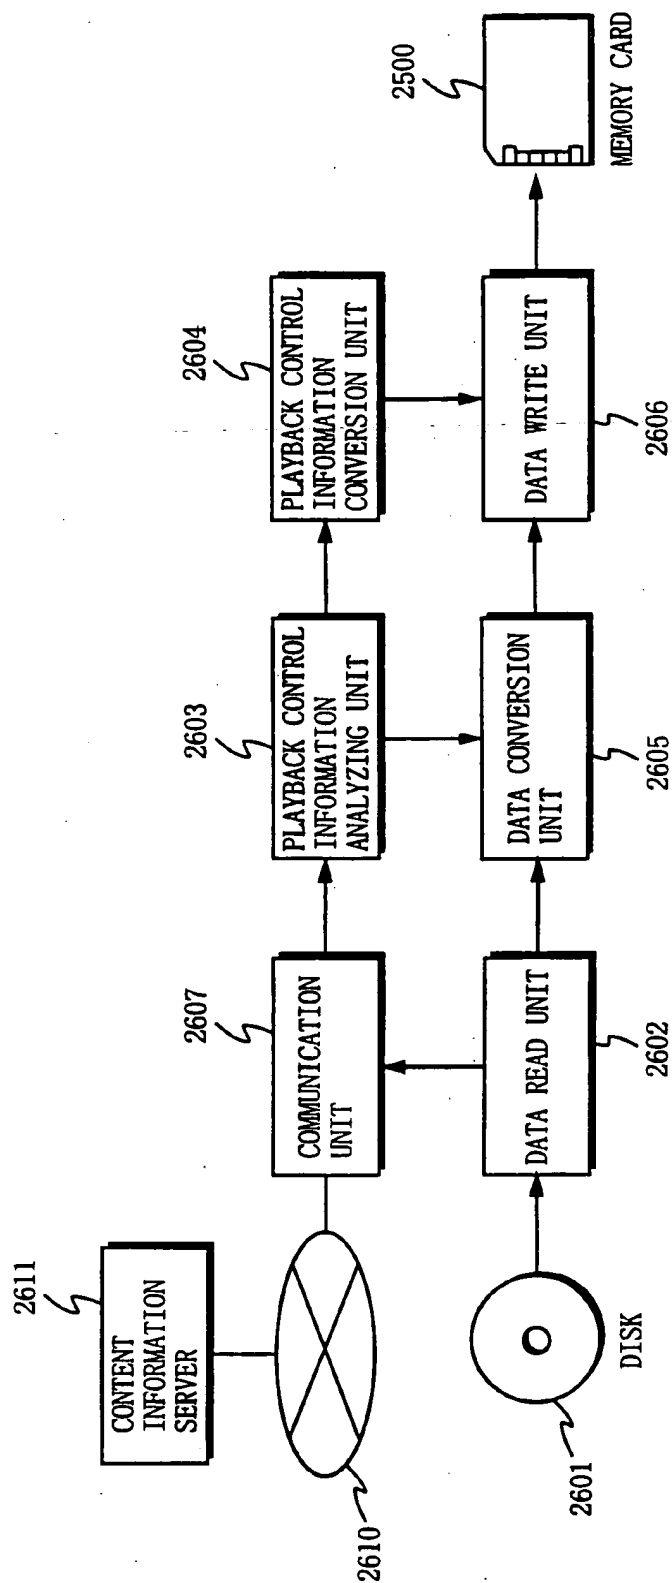 2611
CONTENT
INFORMATION
SERVER
2610
2607
COMMUNICATION
UNIT
2603
PLAYBACK CONTROL
INFORMATION
ANALYZING UNIT
2604
PLAYBACK CONTROL
INFORMATION
CONVERSION UNIT
2500
MEMORY CARD
DISK
2601
DATA READ UNIT
2602
DATA CONVERSION
UNIT
2605
DATA WRITE UNIT
2606